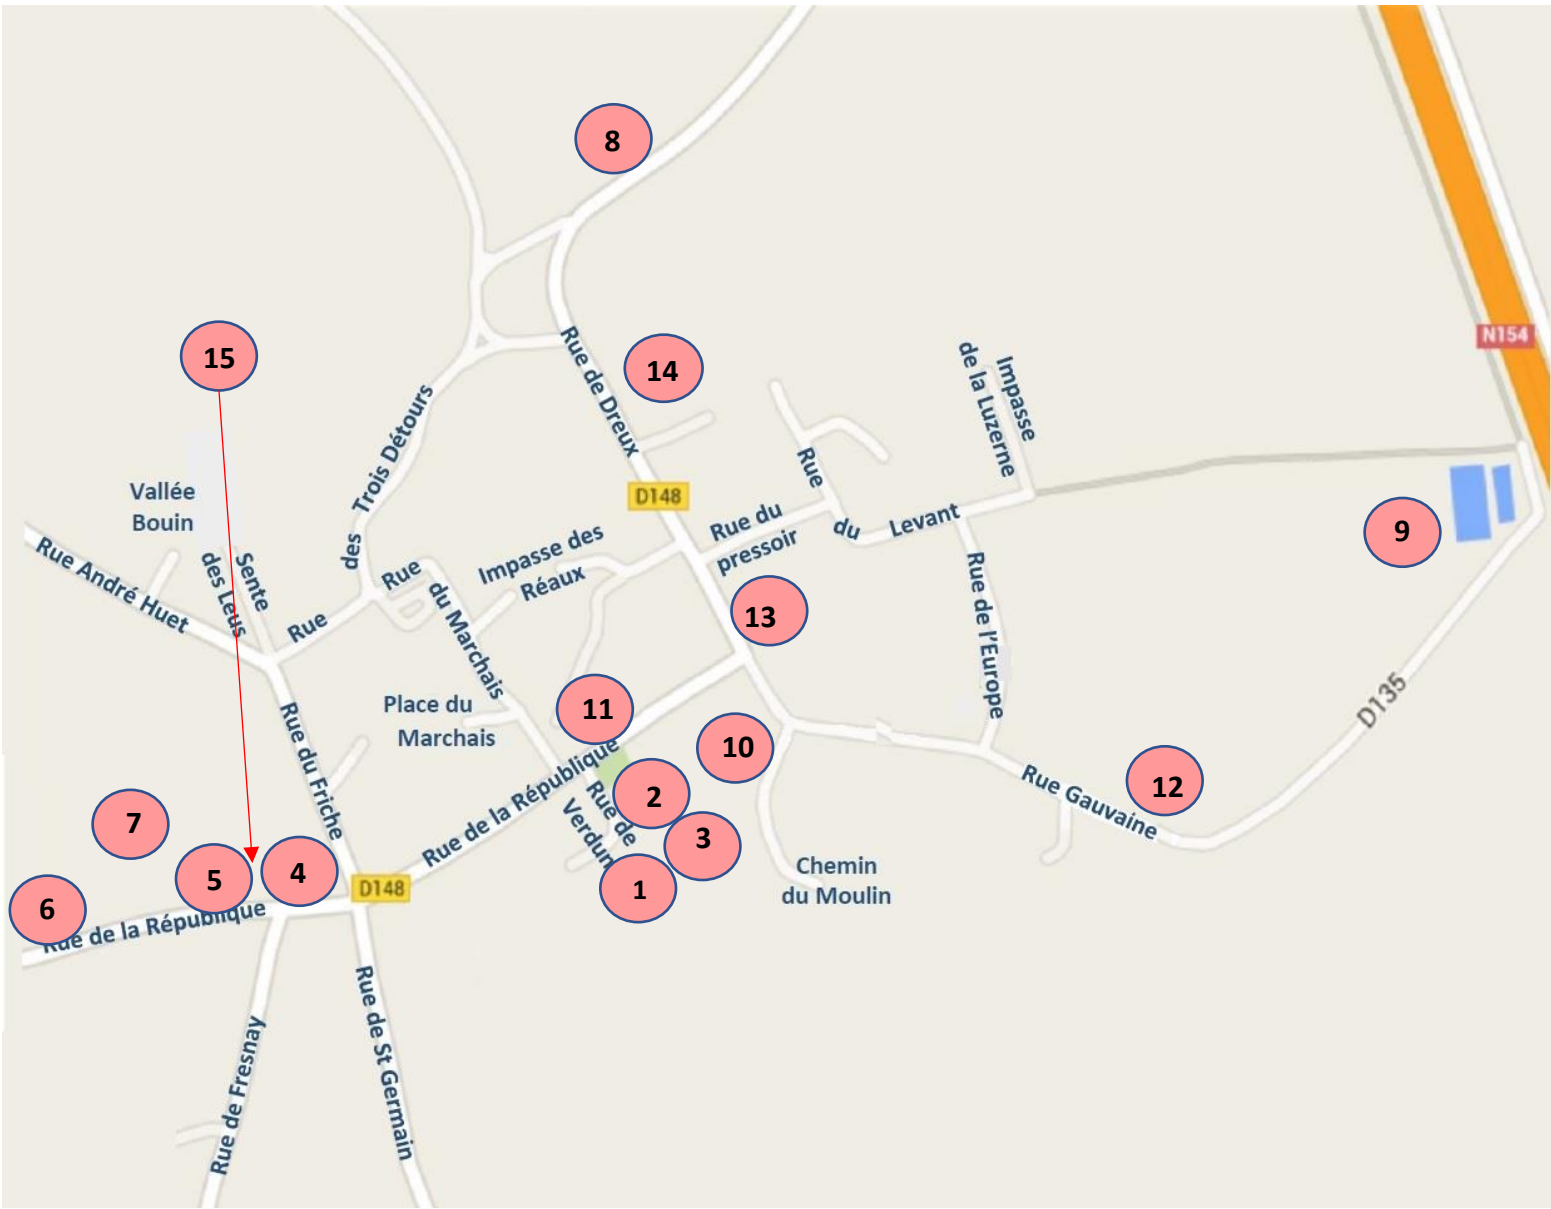 8
N154
15
Rue de Dreux
14
Impasse
de la Luzerne
Trois Détours
des
Rue
du
Levant
D148
Vallée
Bouin
Rue du
pressoir
9
Rue André Huet
Sente
des Leus
Impasse des
Réaux
Rue
du Marchais
Rue
Rue de l'Europe
13
Place du
Marchais
11
Rue du Friche
10
D135
Rue de la République
2
Rue de
Verdun
12
Rue Gauvaine
7
3
5
4
1
Chemin
du Moulin
D148
6
Rue de la République
Rue de Fresnay
Rue de St Germain